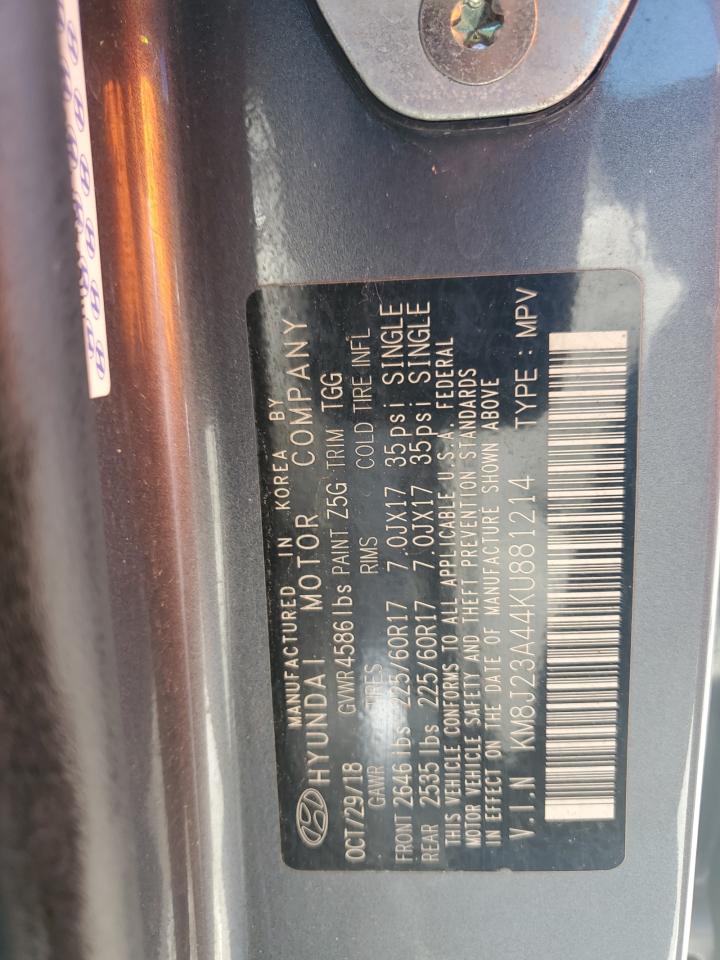 MANUFACTURED IN KOREA BY
HYUNDAI MOTOR COMPANY
OCT/29/18 GVWR 4586lbs PAINT Z5G TRIM TGG
GAWR TIRES RIMS COLD TIRE INFL
FRONT 2646 lbs 225/60R17 7.0JX17 35psi SINGLE
REAR 2535 lbs 225/60R17 7.0JX17 35psi SINGLE
THIS VEHICLE CONFORMS TO ALL APPLICABLE U.S.A. FEDERAL
MOTOR VEHICLE SAFETY AND THEFT PREVENTION STANDARDS
IN EFFECT ON DATE OF MANUFACTURE SHOWN ABOVE
V.I.N KM8J23A44KU881214 TYPE : MPV